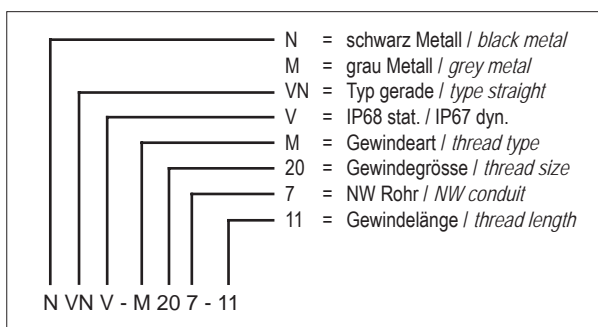 N = schwarz Metall / black metal
M = grau Metall / grey metal
VN = Typ gerade / type straight
V = IP68 stat. / IP67 dyn.
M = Gewindeart / thread type
20 = Gewindegrösse / thread size
7 = NW Rohr / NW conduit
11 = Gewindelänge / thread length
N VN V - M 20 7 - 11